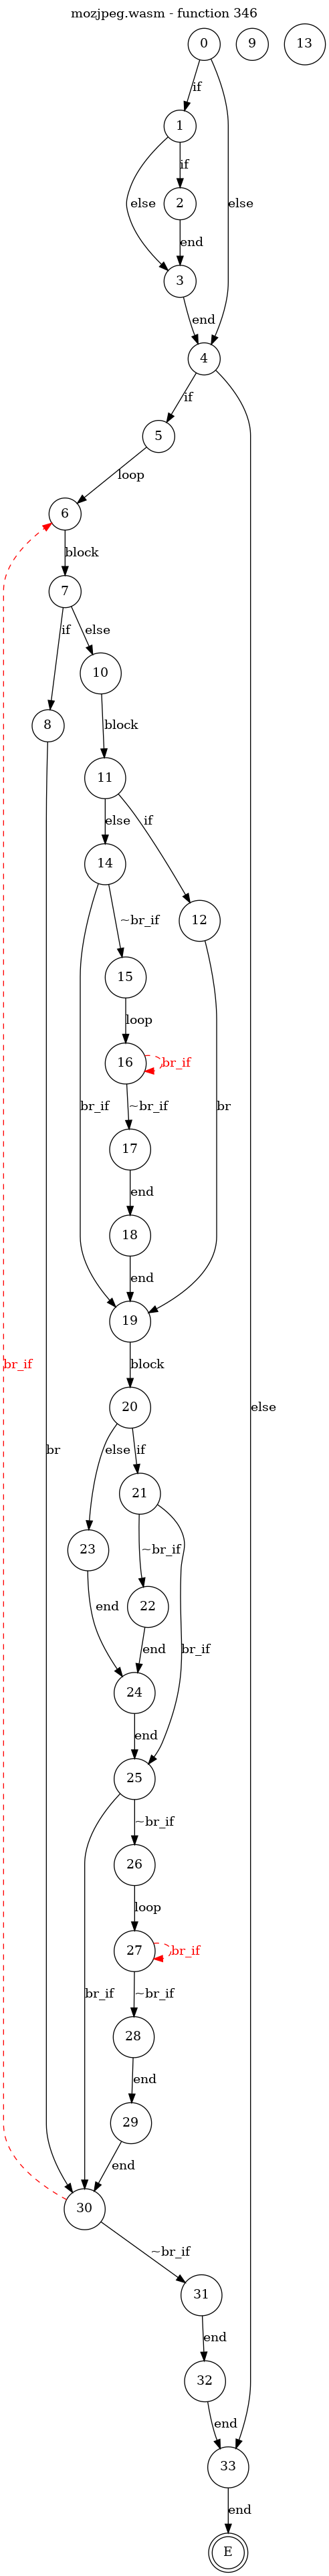 mozjpeg.wasm - function 346
0 9 13
if
1
else if else
2
end
3
end
4
if
5
loop
6
block
7
if else
10
8 block
11
else if
14
12
~br_if
15
loop
16 br_if
br_if ~br_if br
17
end
18
end
19
br_if block else
20
br else if
21
23 ~br_if
22
end end br_if
24
end
25
~br_if
26
loop
27 br_if
br_if ~br_if
28
end
29
end
30
~br_if
31
end
32
end
33
end
E